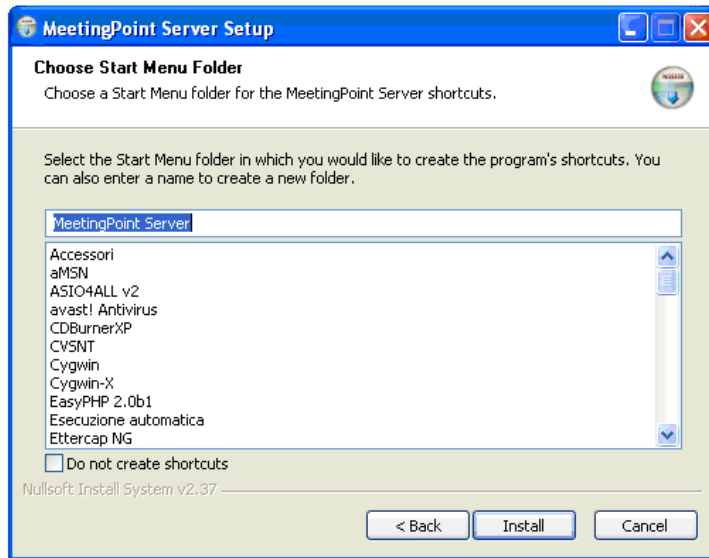 MeetingPoint Server Setup
Choose Start Menu Folder
Choose a Start Menu folder for the MeetingPoint Server shortcuts.
Select the Start Menu folder in which you would like to create the program's shortcuts. You
can also enter a name to create a new folder.
MeetingPoint Server
Accessori
aMSN
ASIO4ALL v2
avast! Antivirus
CDBurnerXP
CVSNT
Cygwin
Cygwin-X
EasyPHP 2.0b1
Esecuzione automatica
Ettercap NG
Do not create shortcuts
Nullsoft Install System v2.37
< Back Install Cancel